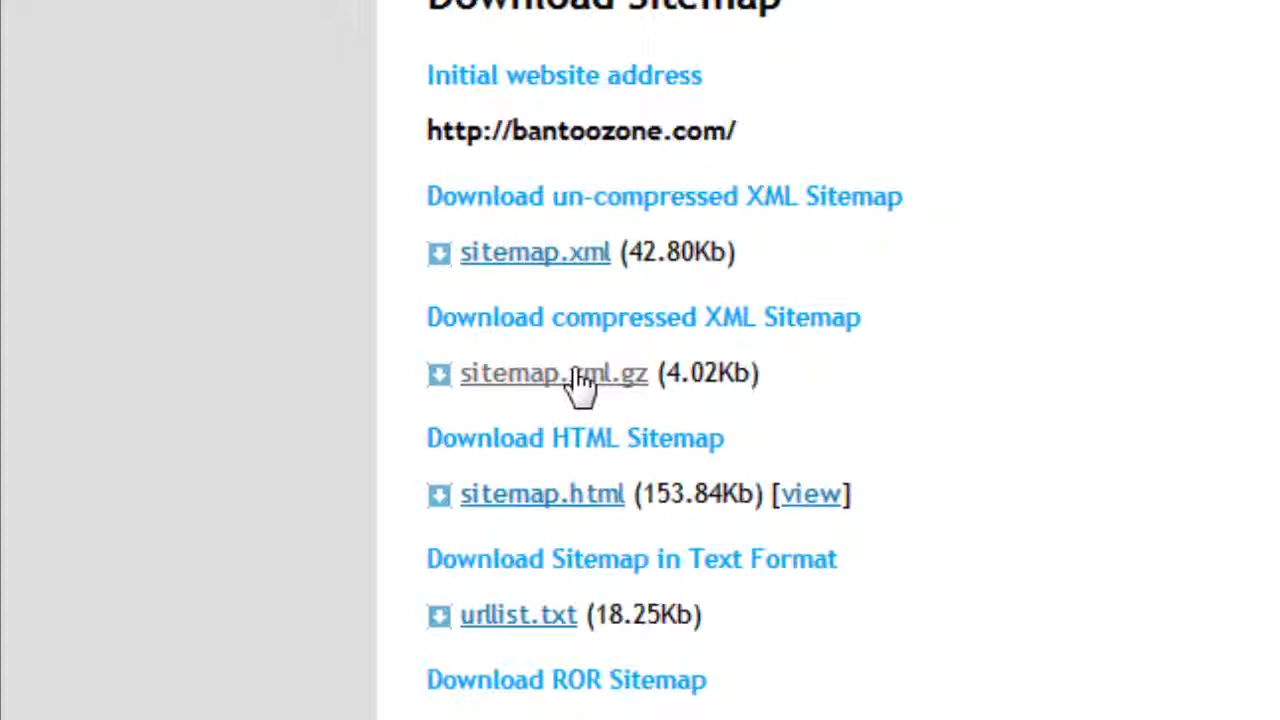 Download Sitemap
Initial website address
http://bantoozone.com/
Download un-compressed XML Sitemap
sitemap.xml (42.80Kb)
Download compressed XML Sitemap
sitemap.xml.gz (4.02Kb)
Download HTML Sitemap
sitemap.html (153.84Kb) [view]
Download Sitemap in Text Format
urllist.txt (18.25Kb)
Download ROR Sitemap